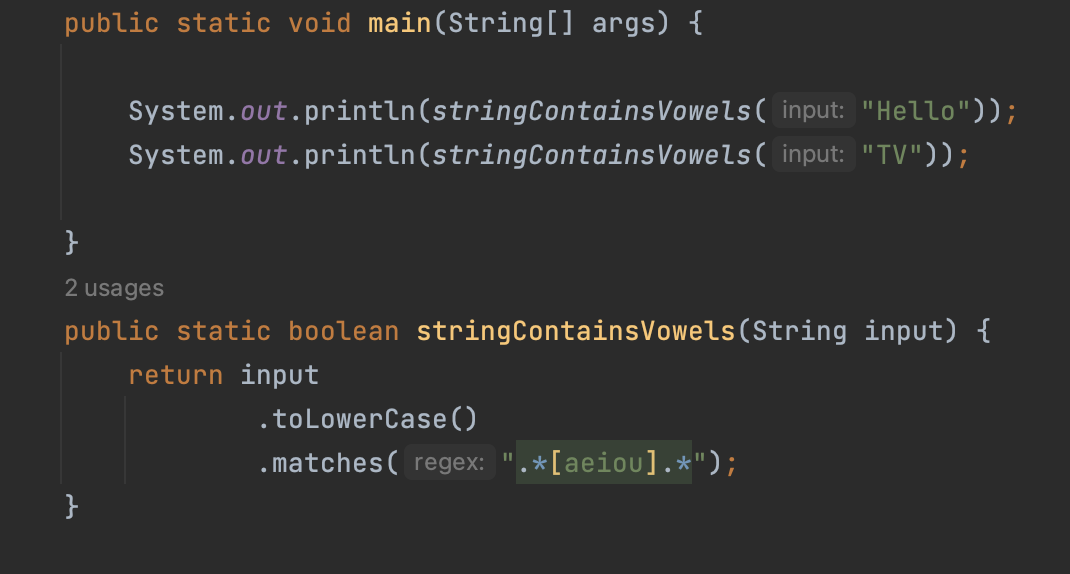 public static void main(String[] args) {
System.out.println(stringContainsVowels( input: "Hello"));
System.out.println(stringContainsVowels( input: "TV"));
}
2 usages
public static boolean stringContainsVowels(String input) {
return input
.toLowerCase()
.matches( regex: ".*[aeiou].*");
}